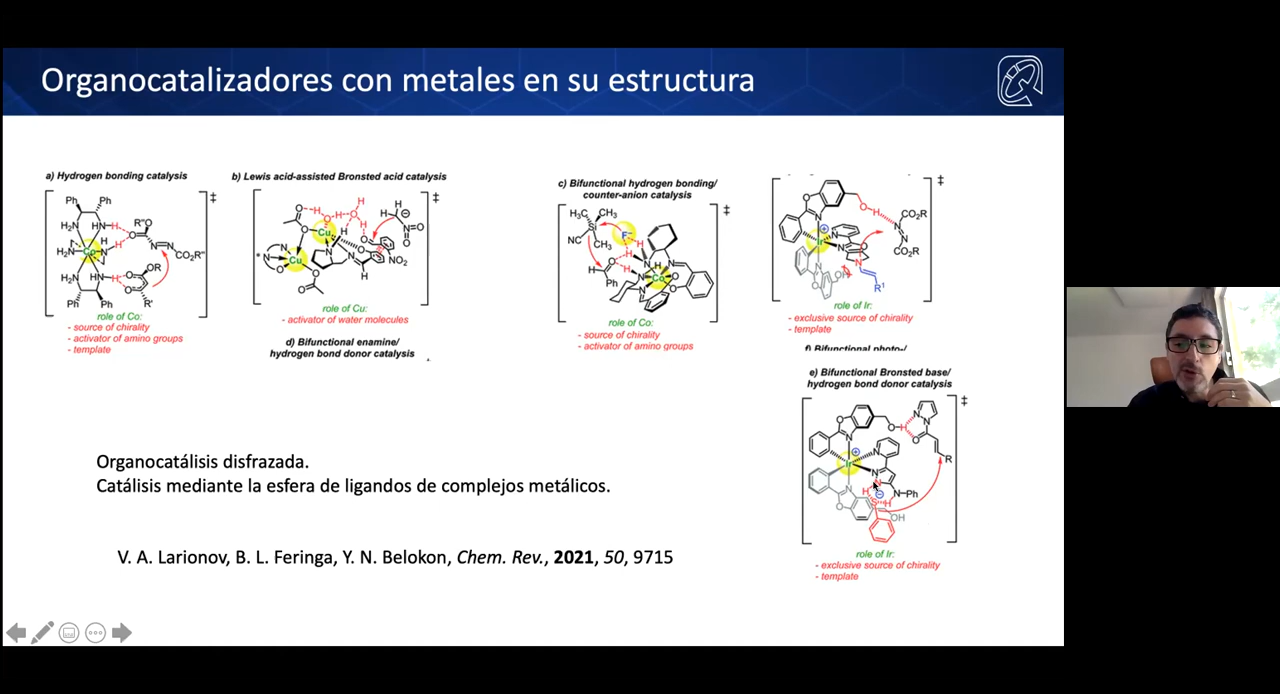 Organocatalizadores con metales en su estructura
a) Hydrogen bonding catalysis
role of Co:
- source of chirality
- activator of amino groups
- template
b) Lewis acid-assisted Bronsted acid catalysis
role of Cu:
- activator of water molecules
d) Bifunctional enamine/
hydrogen bond donor catalysis
c) Bifunctional hydrogen bonding/
counter-anion catalysis
role of Co:
- source of chirality
- activator of amino groups
role of Ir:
- exclusive source of chirality
- template
f) Bifunctional photo-/
e) Bifunctional Bronsted base/
hydrogen bond donor catalysis
role of Ir:
- exclusive source of chirality
- template
Organocatálisis disfrazada.
Catálisis mediante la esfera de ligandos de complejos metálicos.
V. A. Larionov, B. L. Feringa, Y. N. Belokon, Chem. Rev., 2021, 50, 9715